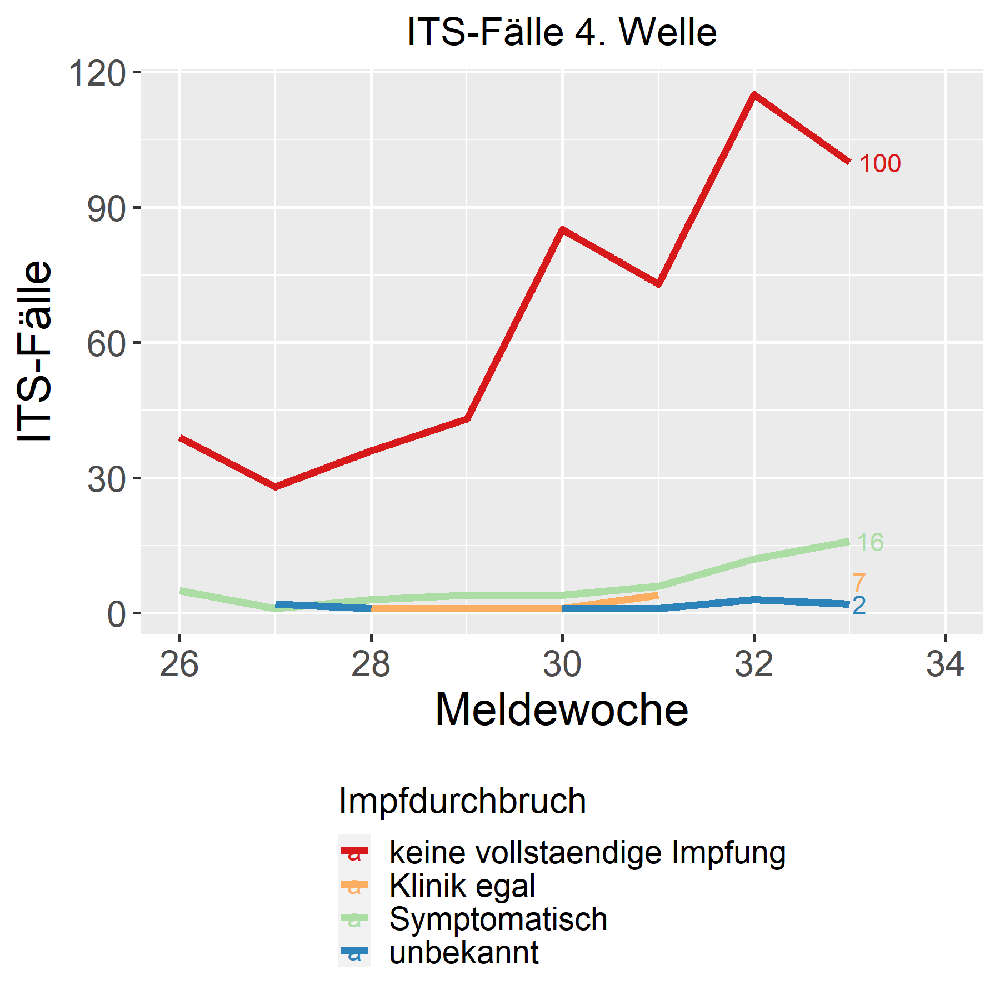 ITS-Fälle 4. Welle
120
90
60
30
0
ITS-Fälle
100
16
7
2
26 28 30 32 34
Meldewoche
Impfdurchbruch
a keine vollstaendige Impfung
a Klinik egal
a Symptomatisch
a unbekannt